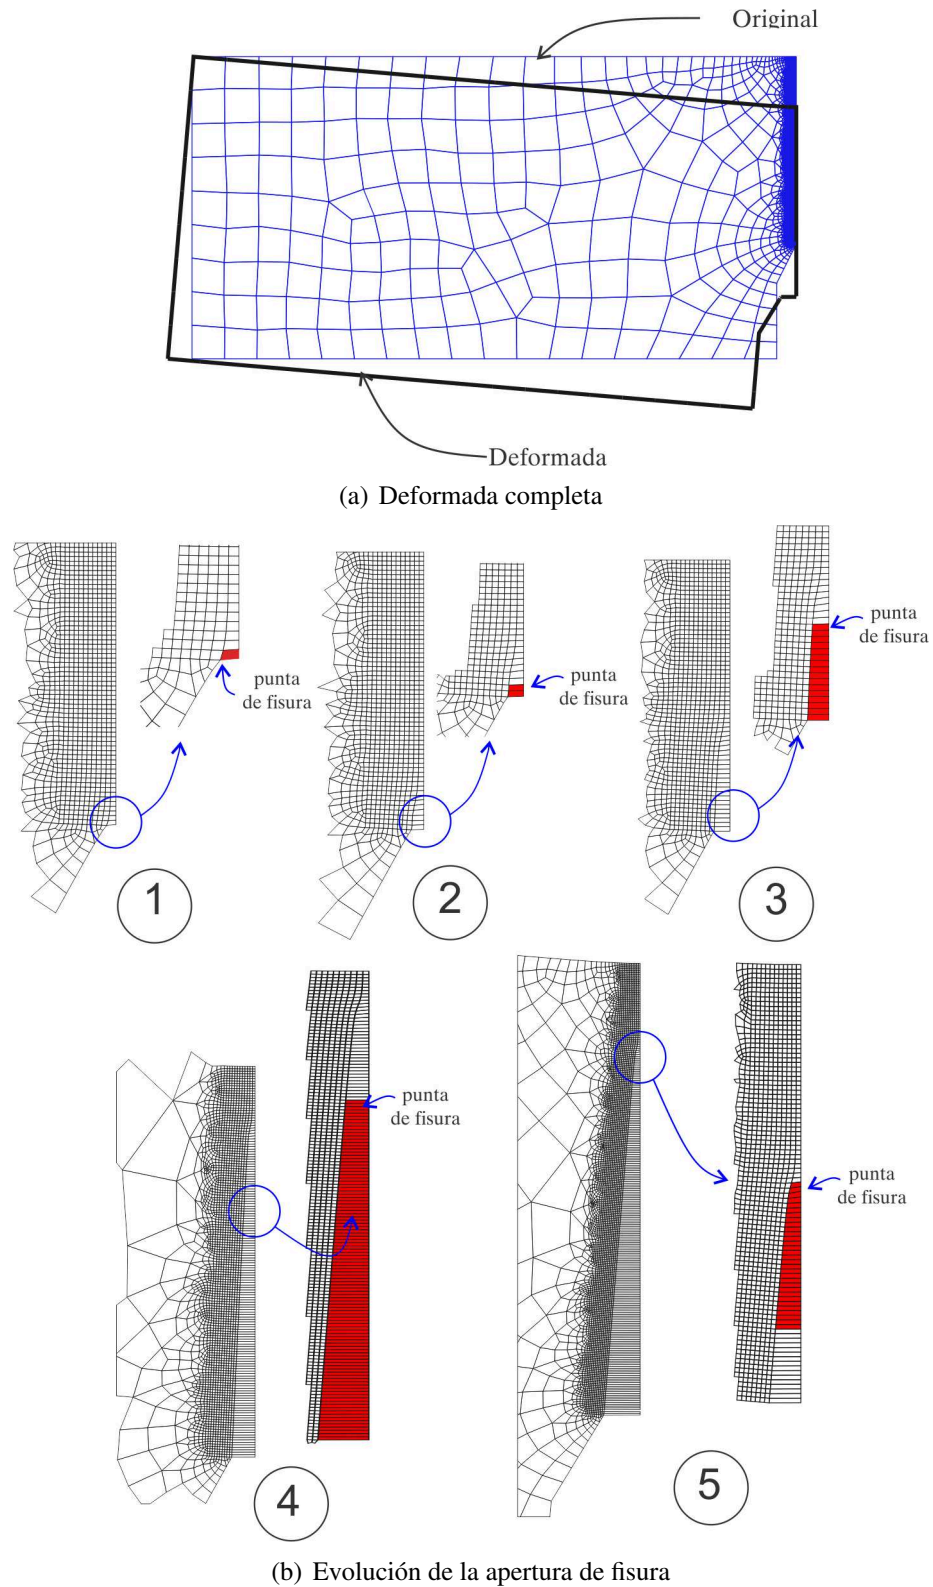 Original
Deformada
(a) Deformada completa
punta
de fisura
1
punta
de fisura
2
punta
de fisura
3
punta
de fisura
4
punta
de fisura
5
(b) Evolución de la apertura de fisura